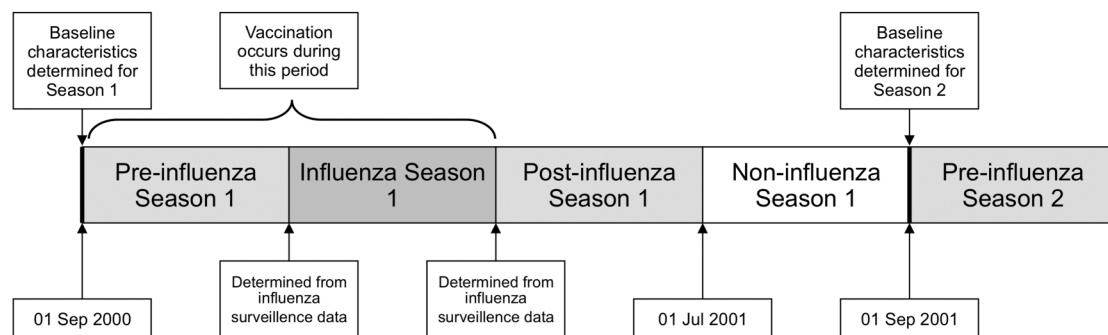 Baseline
characteristics
determined for
Season 1
Vaccination
occurs during
this period
Baseline
characteristics
determined for
Season 2
Pre-influenza
Season 1
Influenza Season
1
Post-influenza
Season 1
Non-influenza
Season 1
Pre-influenza
Season 2
01 Sep 2000
Determined from
influenza
surveillence data
Determined from
influenza
surveillence data
01 Jul 2001
01 Sep 2001